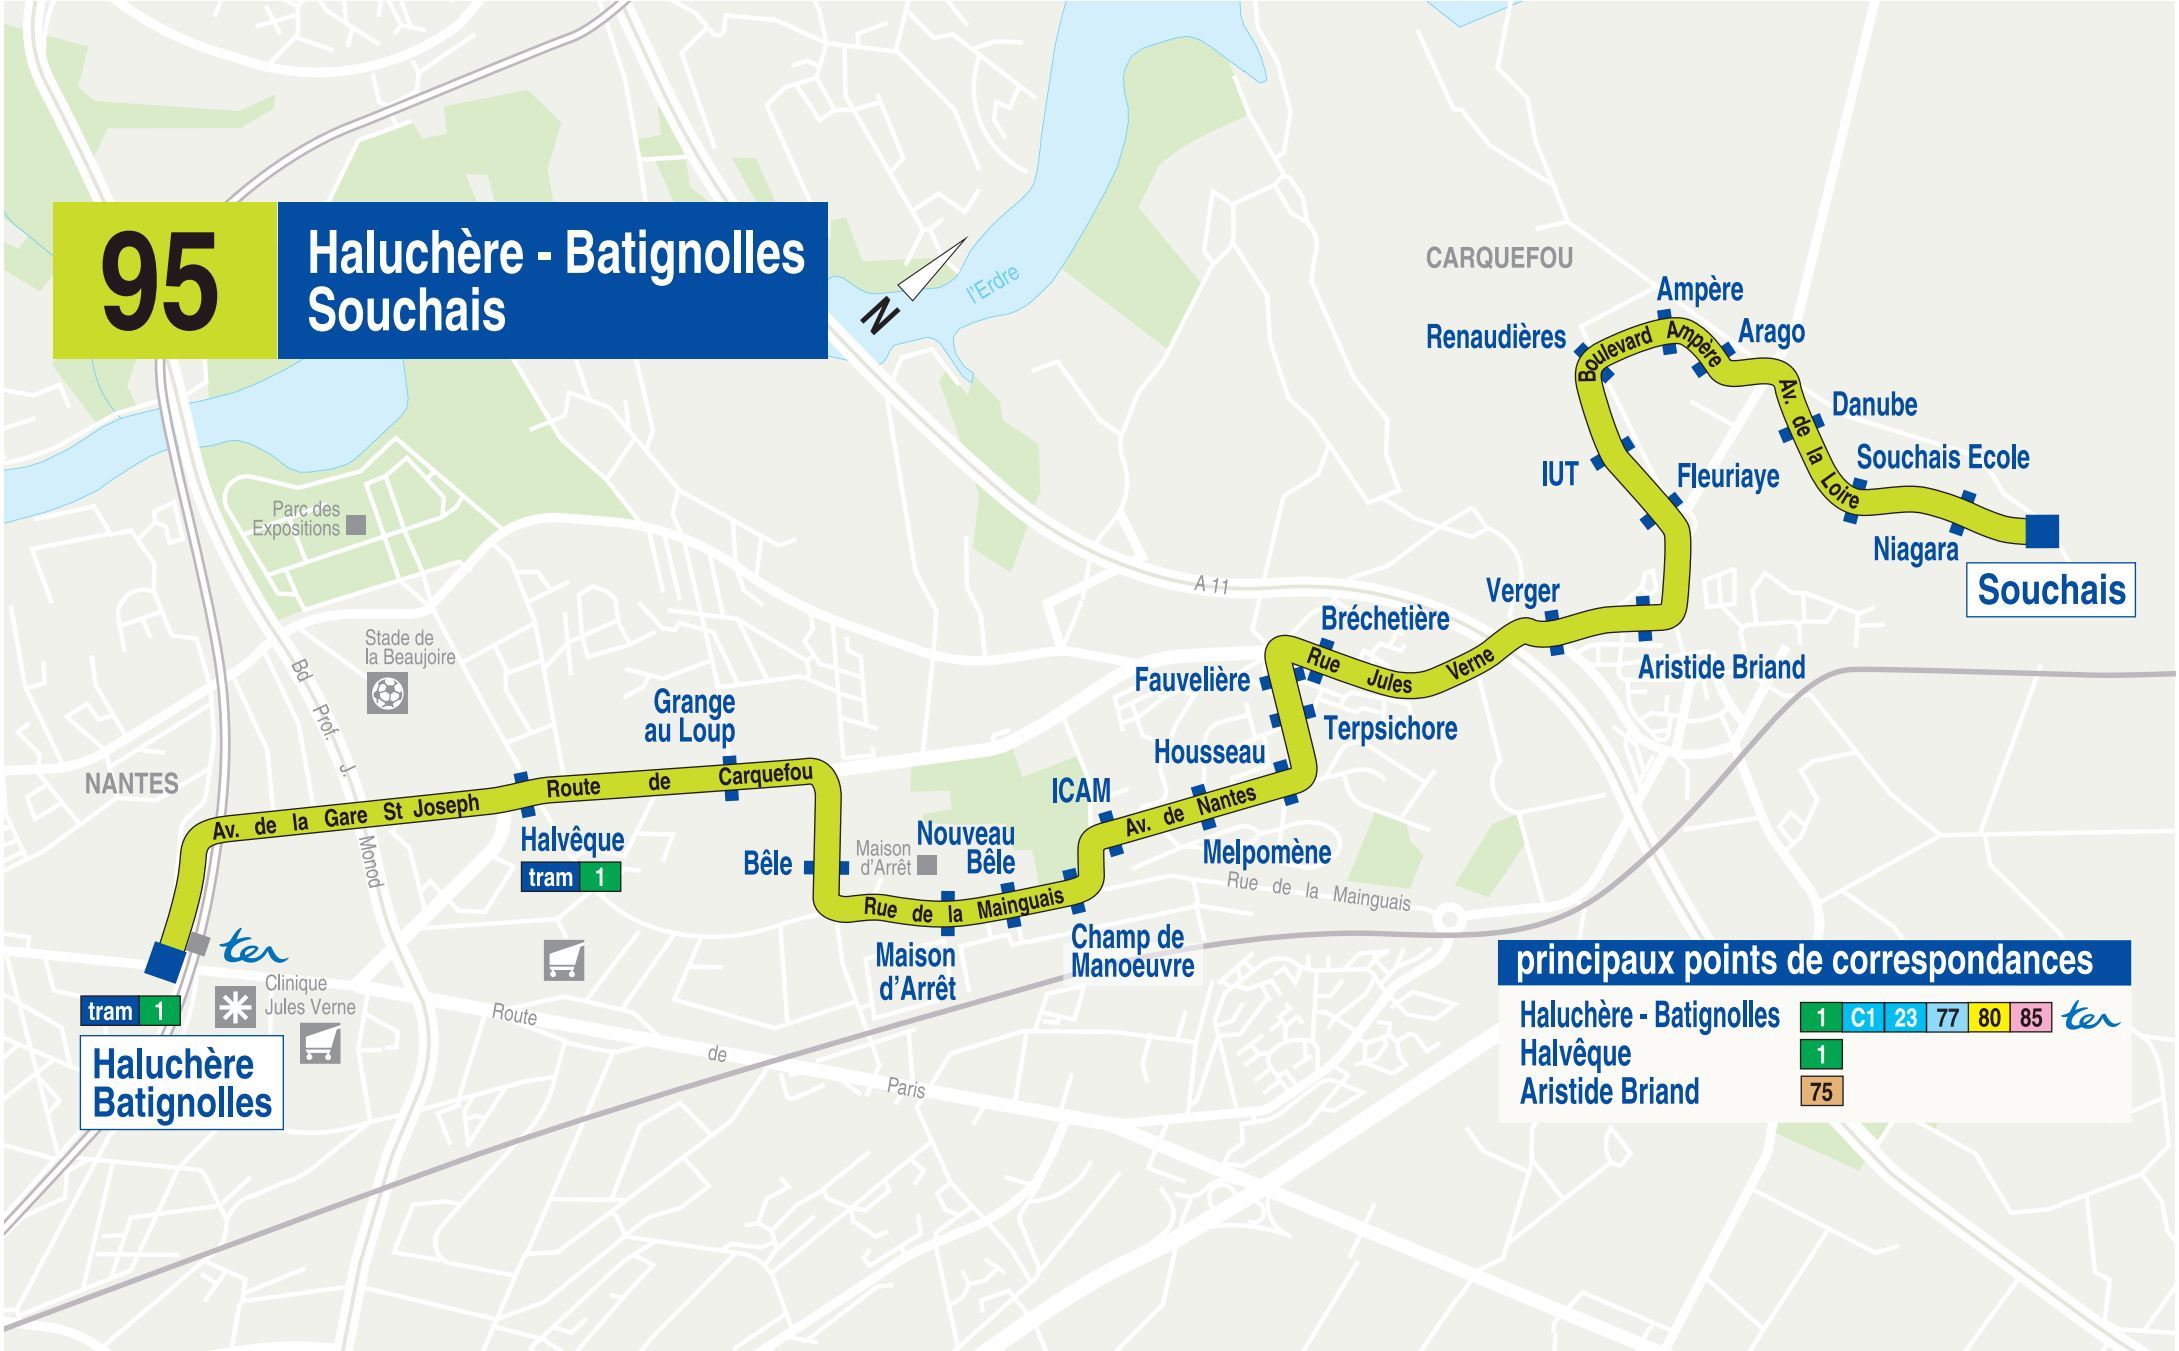 95
Haluchère - Batignolles
Souchais
N
l'Erdre
CARQUEFOU
Ampère
Renaudières
Arago
Boulevard Ampère
Av. de la Loire
Danube
Souchais Ecole
IUT
Fleuriaye
Niagara
Souchais
Parc des
Expositions
A 11
Verger
Bréchetière
Aristide Briand
Stade de
la Beaujoire
Bd Prof. J. Monod
Fauvelière
Rue Jules Verne
Terpsichore
Grange
au Loup
Housseau
NANTES
Route de Carquefou
Av. de la Gare St Joseph
ICAM
Av. de Nantes
Halvêque
tram 1
Bêle
Maison
d'Arrêt
Nouveau
Bêle
Melpomène
Rue de la Mainguais
Rue de la Mainguais
Champ de
Manoeuvre
Maison
d'Arrêt
ter
Clinique
Jules Verne
tram 1
Haluchère
Batignolles
Route de Paris
principaux points de correspondances
Haluchère - Batignolles 1 C1 23 77 80 85 ter
Halvêque 1
Aristide Briand 75